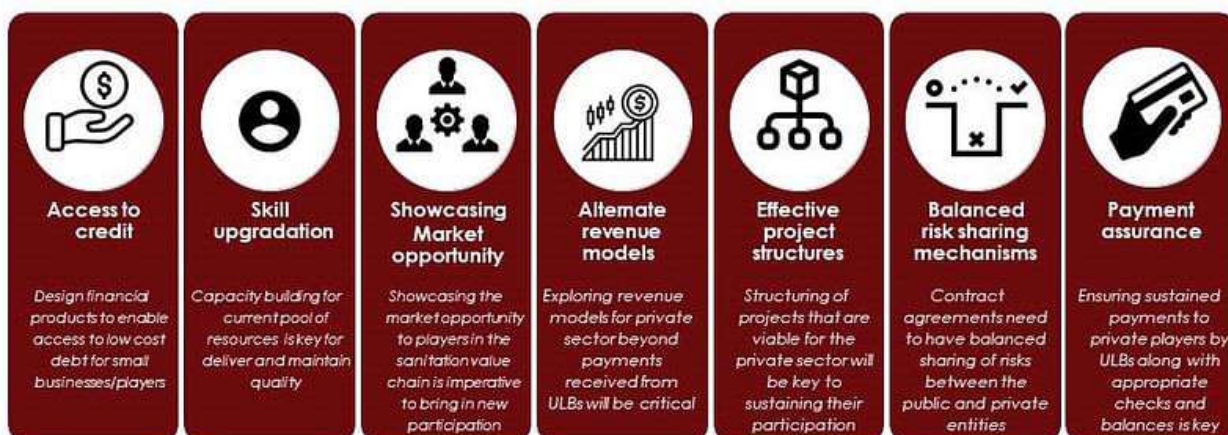 Access to
credit
Design financial
products to enable
access to low cost
debt for small
businesses/players
Skill
upgradation
Capacity building for
current pool of
resources is key for
deliver and maintain
quality
Showcasing
Market
opportunity
Showcasing the
market opportunity
to players in the
sanitation value
chain is imperative
to bring in new
participation
Alternate
revenue
models
Exploring revenue
models for private
sector beyond
payments
received from
ULBs will be critical
Effective
project
structures
Structuring of
projects that are
viable for the
private sector will
be key to
sustaining their
participation
Balanced
risk sharing
mechanisms
Contract
agreements need
to have balanced
sharing of risks
between the
public and private
entities
Payment
assurance
Ensuring sustained
payments to
private players by
ULBs along with
appropriate
checks and
balances is key